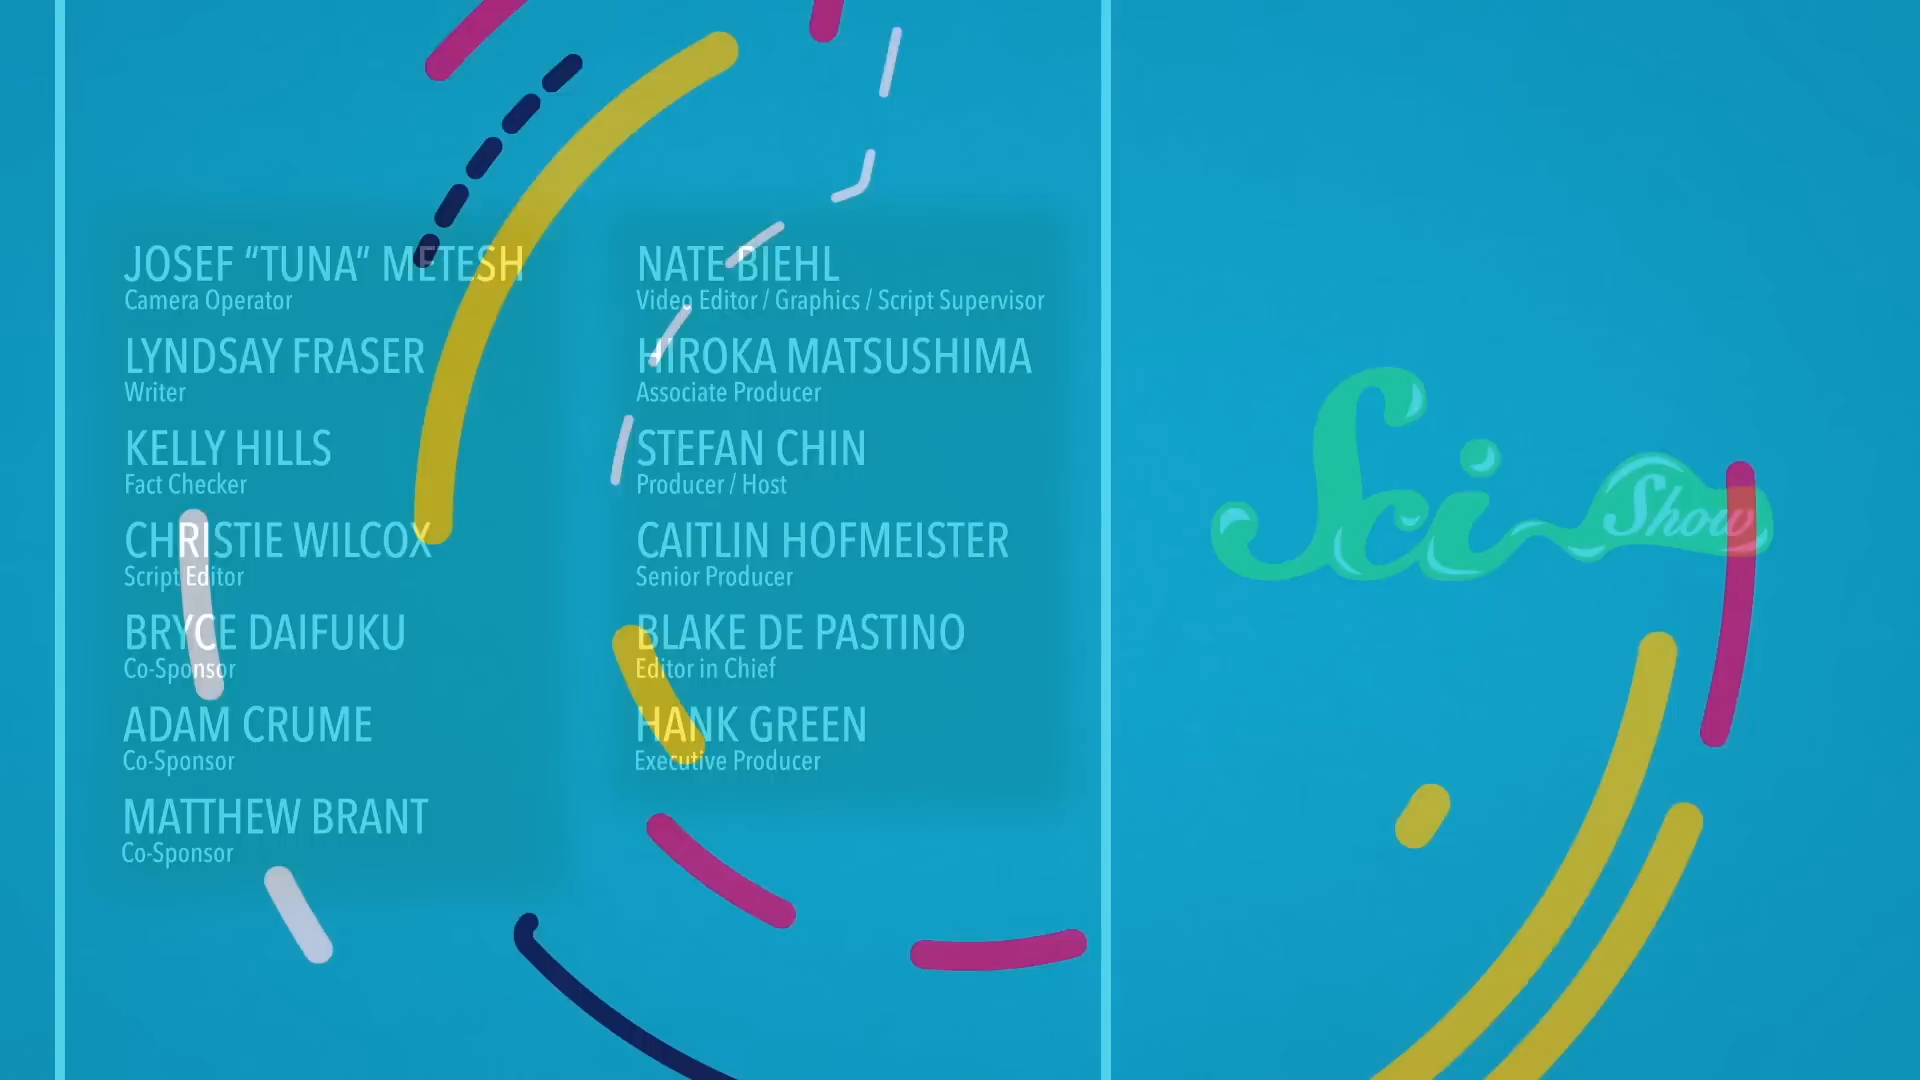 JOSEF “TUNA” METESH
Camera Operator
LYNDSAY FRASER
Writer
KELLY HILLS
Fact Checker
CHRISTIE WILCOX
Script Editor
BRYCE DAIFUKU
Co-Sponsor
ADAM CRUME
Co-Sponsor
MATTHEW BRANT
Co-Sponsor
NATE BIEHL
Video Editor / Graphics / Script Supervisor
HIROKA MATSUSHIMA
Associate Producer
STEFAN CHIN
Producer / Host
CAITLIN HOFMEISTER
Senior Producer
BLAKE DE PASTINO
Editor in Chief
HANK GREEN
Executive Producer
Sci Show